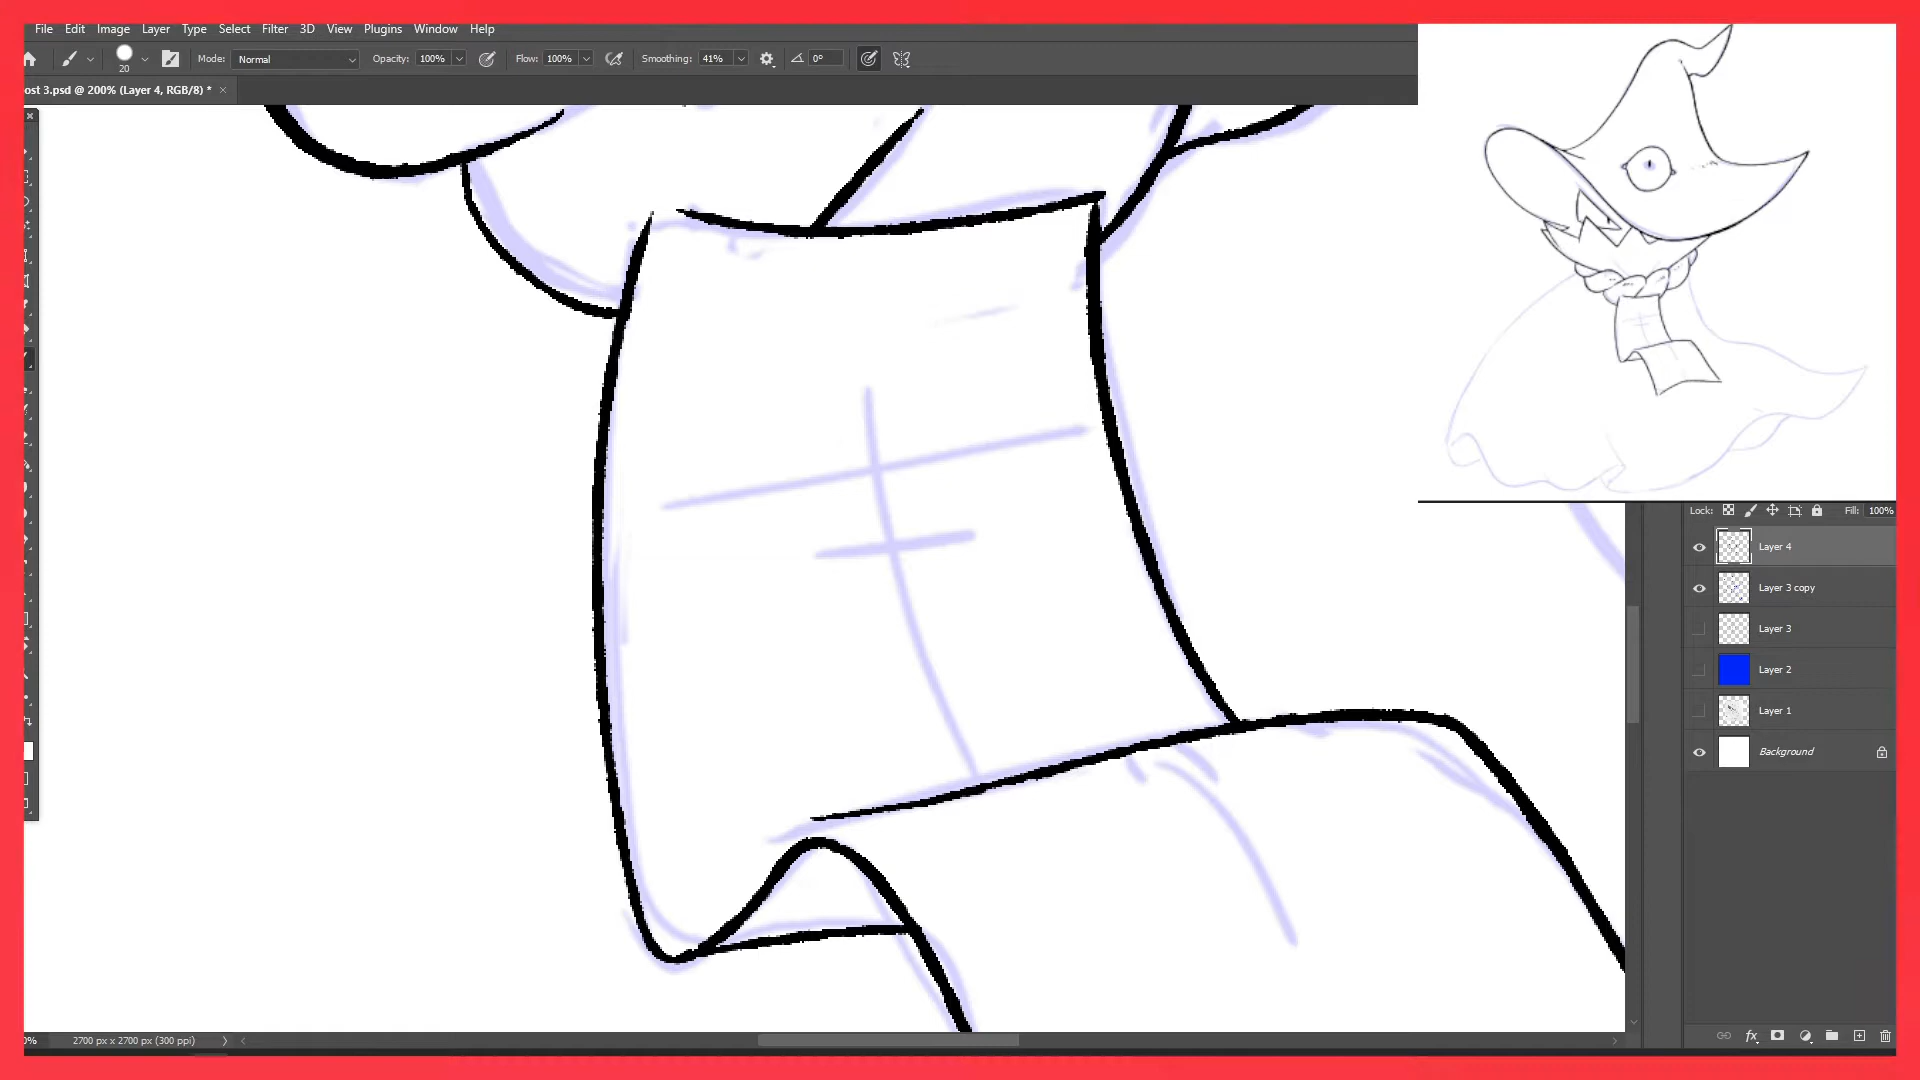 File Edit Image Layer Type Select Filter 3D View Plugins Window Help
20 Mode: Normal Opacity: 100% Flow: 100% Smoothing: 41% 0°
ost 3.psd @ 200% (Layer 4, RGB/8) * ×
Lock: Fill: 100%
Layer 4
Layer 3 copy
Layer 3
Layer 2
Layer 1
Background
0% 2700 px x 2700 px (300 ppi)